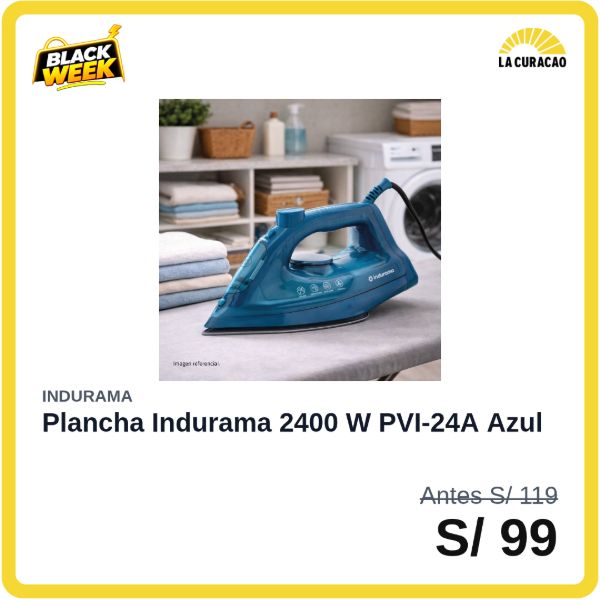 BLACK
WEEK
LA CURACAO
indurama
Imagen referencial.
INDURAMA
Plancha Indurama 2400 W PVI-24A Azul
Antes S/ 119
S/ 99